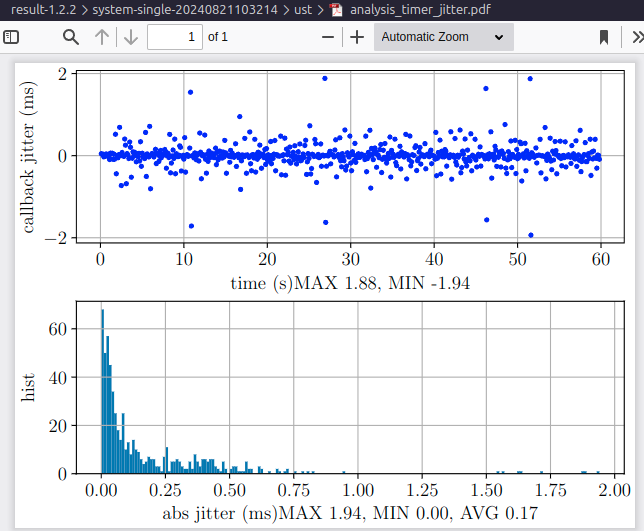 result-1.2.2 › system-single-20240821103214 › ust › analysis_timer_jitter.pdf
1 of 1 Automatic Zoom
callback jitter (ms)
2
0
−2
0 10 20 30 40 50 60
time (s)MAX 1.88, MIN -1.94
hist
60
40
20
0
0.00 0.25 0.50 0.75 1.00 1.25 1.50 1.75 2.00
abs jitter (ms)MAX 1.94, MIN 0.00, AVG 0.17